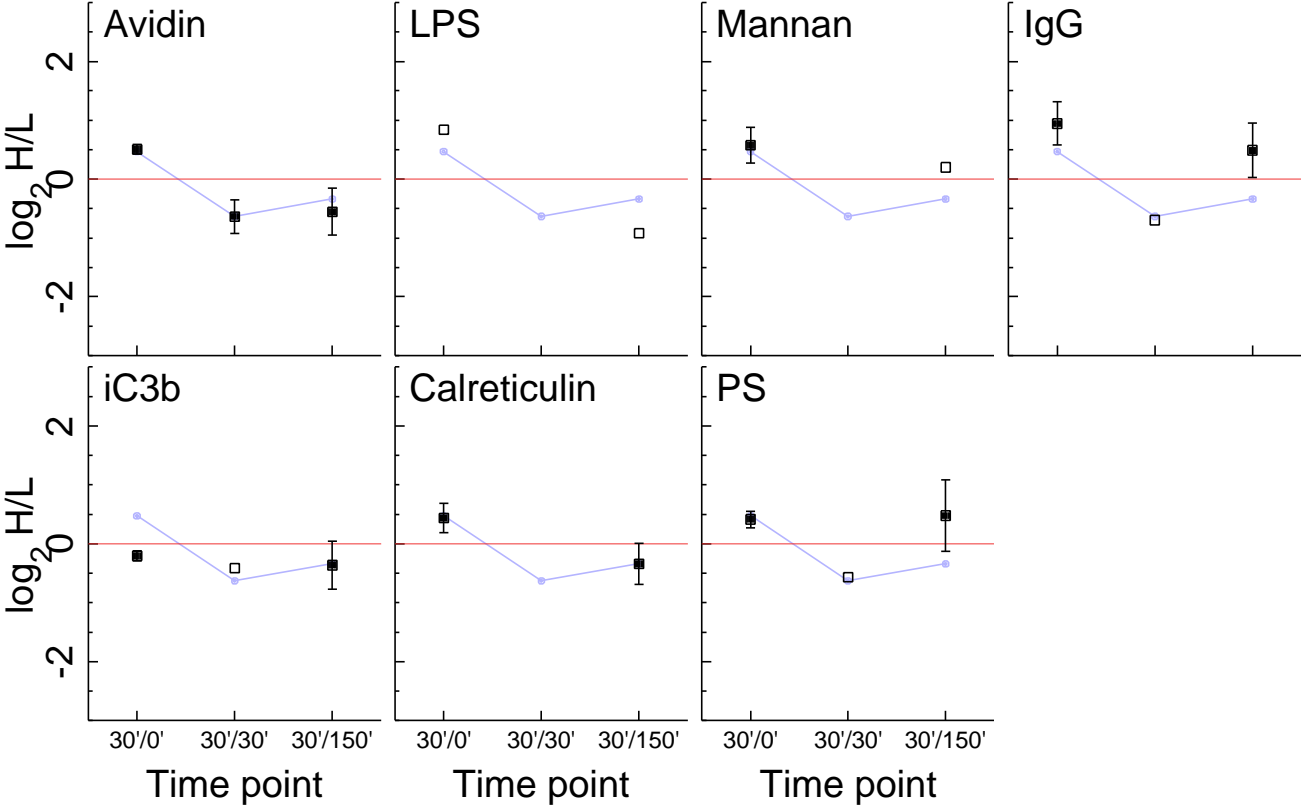 Avidin LPS Mannan IgG
log2 H/L
2
0
-2
iC3b Calreticulin PS
log2 H/L
2
0
-2
30'/0' 30'/30' 30'/150' 30'/0' 30'/30' 30'/150' 30'/0' 30'/30' 30'/150'
Time point Time point Time point